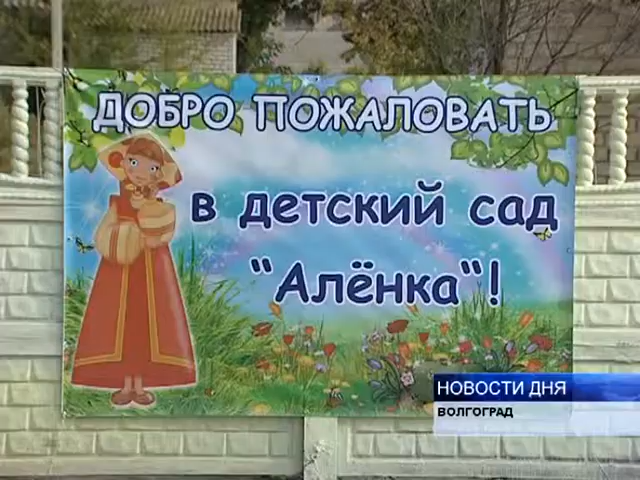 ДОБРО ПОЖАЛОВАТЬ
в детский сад
"Алёнка"!
НОВОСТИ ДНЯ
ВОЛГОГРАД